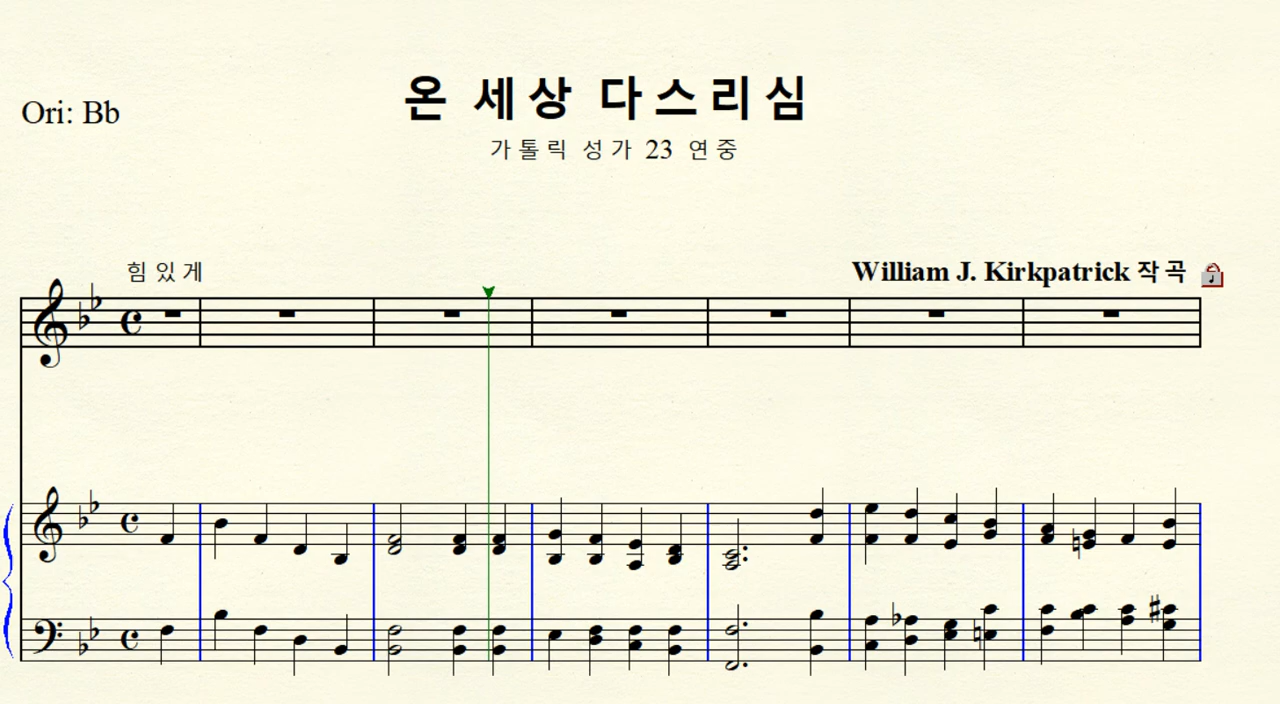 온 세상 다스리심
Ori: Bb
가톨릭 성가 23 연중
힘있게
William J. Kirkpatrick 작곡